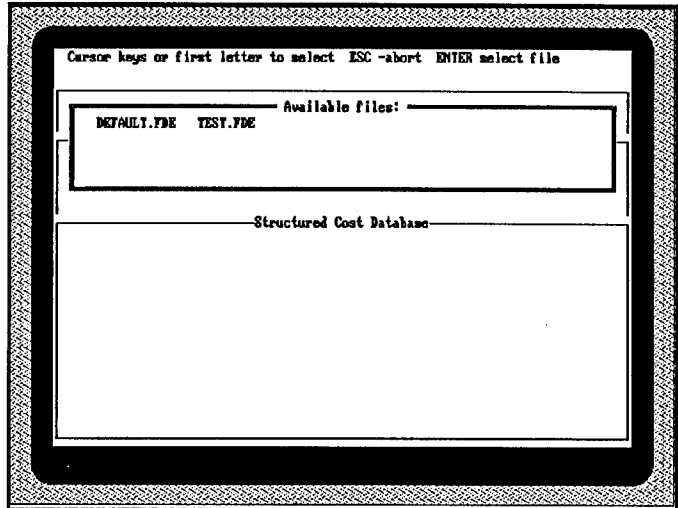 Cursor keys or first letter to select ESC -abort ENTER select file
Available files:
DEFAULT.FDE TEST.FDE
Structured Cost Database